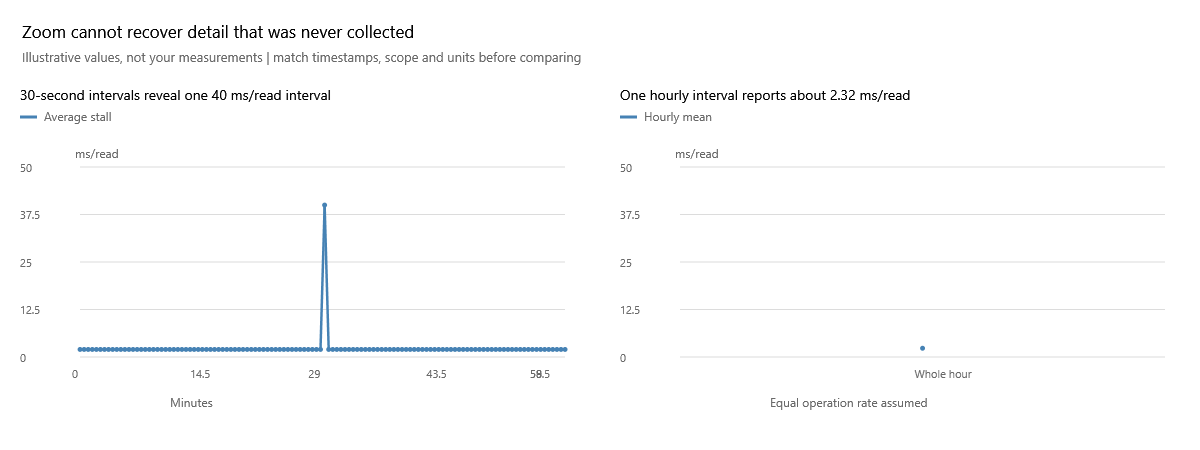 Zoom cannot recover detail that was never collected
Illustrative values, not your measurements | match timestamps, scope and units before comparing
30-second intervals reveal one 40 ms/read interval
Average stall
ms/read
50
37.5
25
12.5
0
0 14.5 29 43.5
Minutes
One hourly interval reports about 2.32 ms/read
Hourly mean
ms/read
50
37.5
25
12.5
0
Whole hour
Equal operation rate assumed